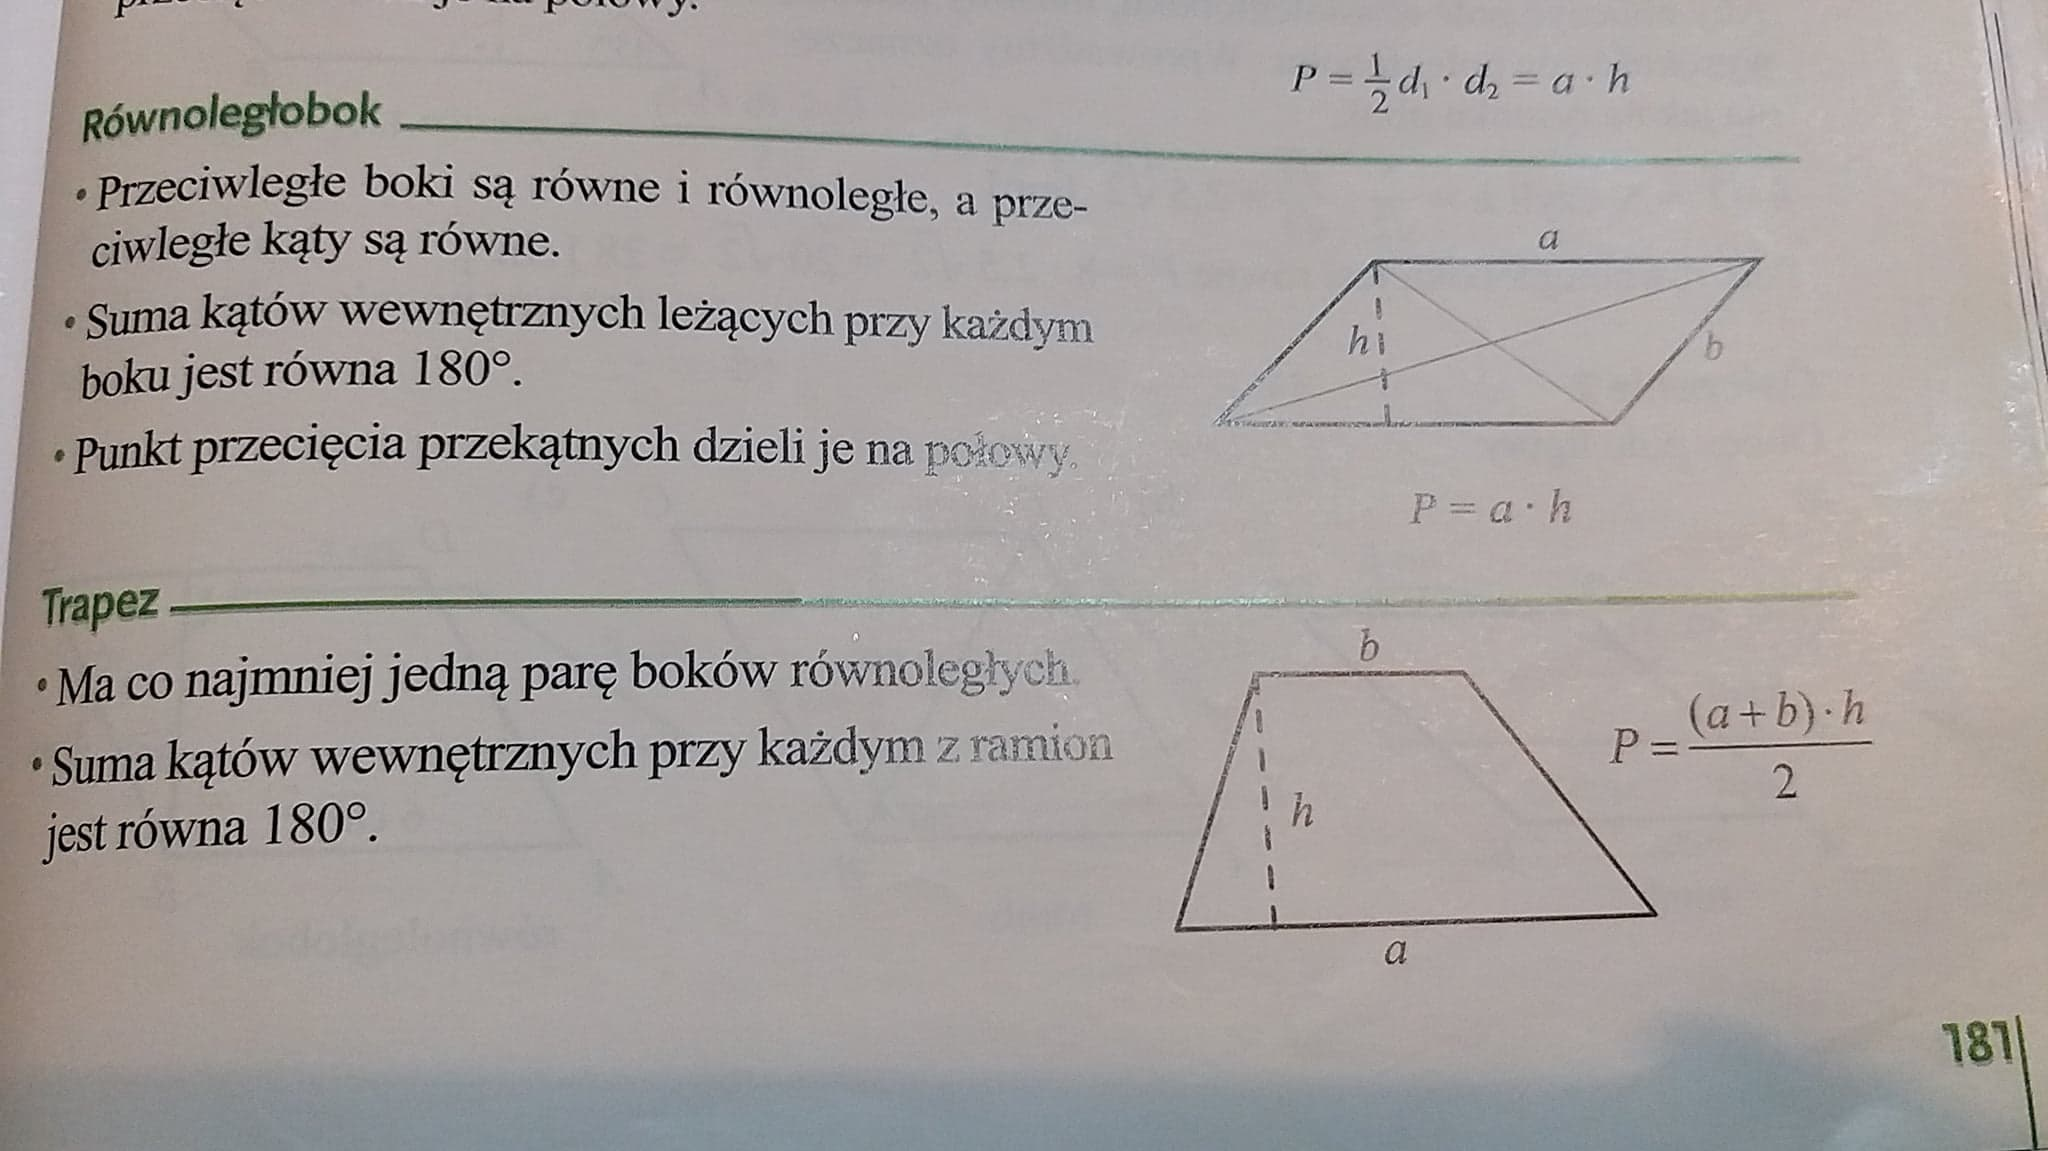 P = 1/2 d₁ · d₂ = a · h
Równoległobok
• Przeciwległe boki są równe i równoległe, a prze-
ciwległe kąty są równe.
• Suma kątów wewnętrznych leżących przy każdym
boku jest równa 180°.
• Punkt przecięcia przekątnych dzieli je na połowy.
a
h
b
P = a · h
Trapez
• Ma co najmniej jedną parę boków równoległych.
• Suma kątów wewnętrznych przy każdym z ramion
jest równa 180°.
b
h
a
P = (a + b) · h / 2
181